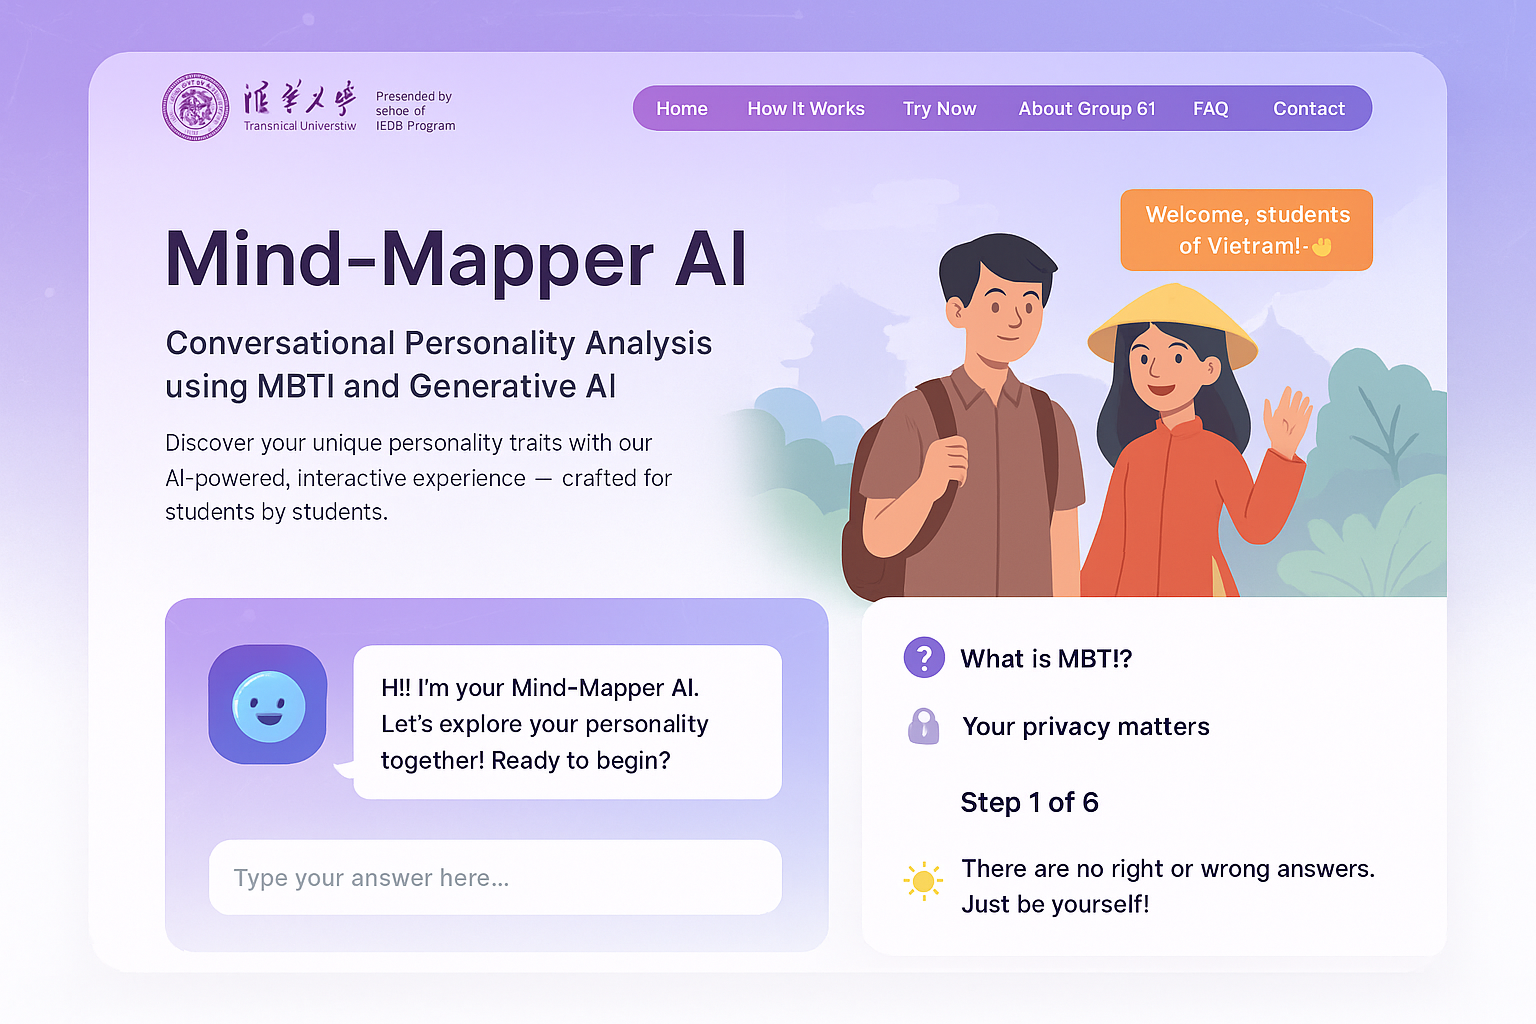 大
Transnical Universtiw
Presended by
sehoe of
IEDB Program
Home
How It Works
Try Now
About Group 61
FAQ
Contact
Welcome, students
of Vietram!-
Mind-Mapper AI
Conversational Personality Analysis
using MBTI and Generative AI
Discover your unique personality traits with our
AI-powered, interactive experience — crafted for
students by students.
H!! I'm your Mind-Mapper AI.
Let's explore your personality
together! Ready to begin?
Type your answer here...
What is MBT!?
Your privacy matters
Step 1 of 6
There are no right or wrong answers.
Just be yourself!